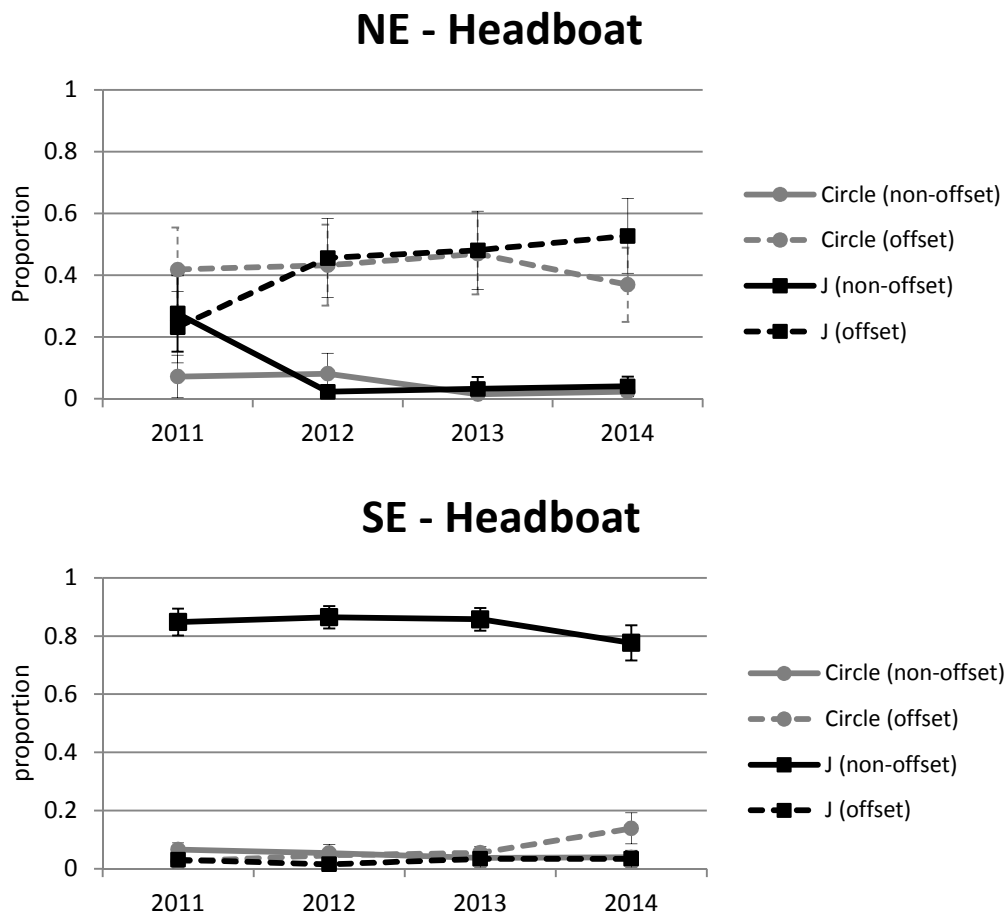 NE - Headboat
1
0.8
0.6
0.4
0.2
0
Proportion
2011 2012 2013 2014
Circle (non-offset)
Circle (offset)
J (non-offset)
J (offset)
SE - Headboat
1
0.8
0.6
0.4
0.2
0
proportion
2011 2012 2013 2014
Circle (non-offset)
Circle (offset)
J (non-offset)
J (offset)